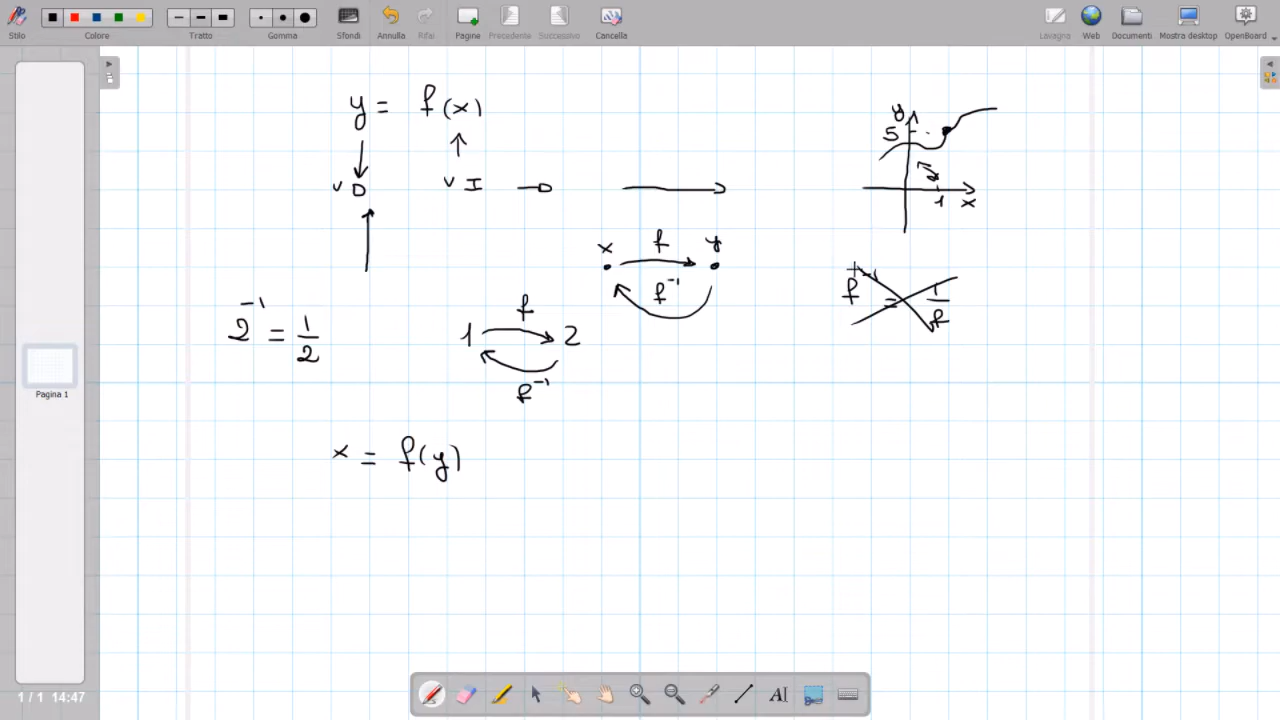 Stilo
Colore
Tratto
Gomma
Sfondi
Annulla
Rifai
Pagine
Precedente
Successivo
Cancella
Lavagna
Web
Documenti
Mostra desktop
OpenBoard
y = f(x)
y
5
1
x
v D
v I
x f y
f⁻¹
2⁻¹ = 1/2
1 f 2
f⁻¹
f⁻¹ = 1/f
x = f(y)
Pagina 1
1 / 1 14:47
AI